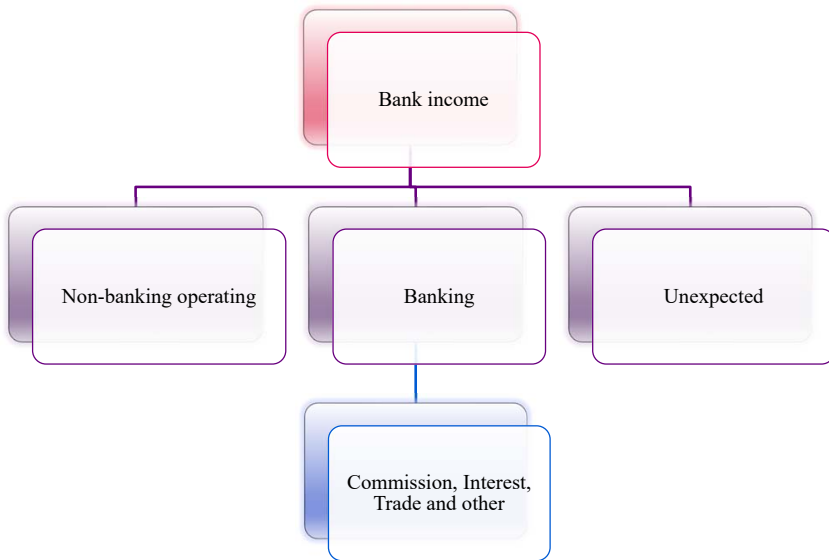 Bank income
Non-banking operating
Banking
Unexpected
Commission, Interest,
Trade and other